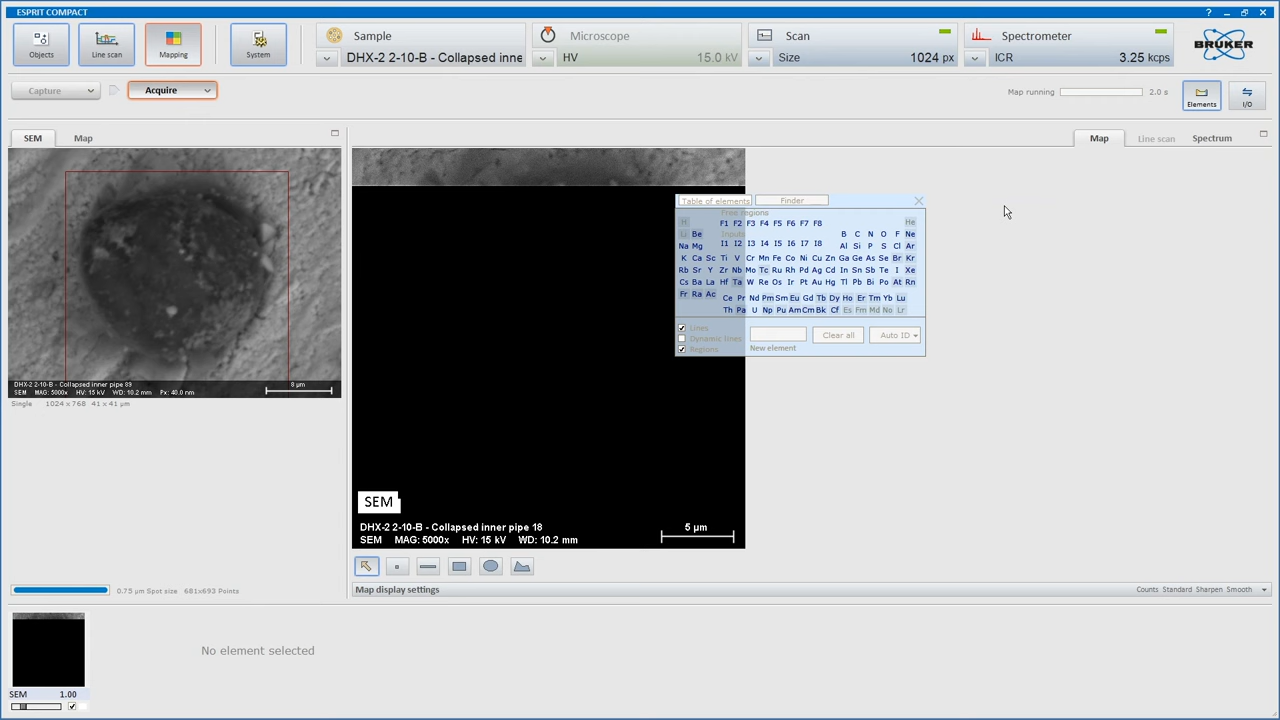 ESPRIT COMPACT
?
Objects
Line scan
Mapping
System
Sample
DHX-2 2-10-B - Collapsed inne
Microscope
HV 15.0 kV
Scan
Size 1024 px
Spectrometer
ICR 3.25 kcps
BRUKER
Capture
Acquire
Map running 2.0 s
Elements
I/O
SEM Map
Map Line scan Spectrum
DHX-2 2-10-B - Collapsed inner pipe 89
SEM MAG: 5000x HV: 15 kV WD: 10.2 mm Px: 40.0 nm
8 µm
Single 1024 x 768 41 x 41 µm
Table of elements Finder
Free regions
H F1 F2 F3 F4 F5 F6 F7 F8 He
Li Be Inputs B C N O F Ne
Na Mg I1 I2 I3 I4 I5 I6 I7 I8 Al Si P S Cl Ar
K Ca Sc Ti V Cr Mn Fe Co Ni Cu Zn Ga Ge As Se Br Kr
Rb Sr Y Zr Nb Mo Tc Ru Rh Pd Ag Cd In Sn Sb Te I Xe
Cs Ba La Hf Ta W Re Os Ir Pt Au Hg Tl Pb Bi Po At Rn
Fr Ra Ac Ce Pr Nd Pm Sm Eu Gd Tb Dy Ho Er Tm Yb Lu
Th Pa U Np Pu Am Cm Bk Cf Es Fm Md No Lr
Lines
Dynamic lines
Regions
New element
Clear all
Auto ID
SEM
DHX-2 2-10-B - Collapsed inner pipe 18
SEM MAG: 5000x HV: 15 kV WD: 10.2 mm
5 µm
0.75 µm Spot size 681x693 Points
Map display settings
Counts Standard Sharpen Smooth
No element selected
SEM 1.00